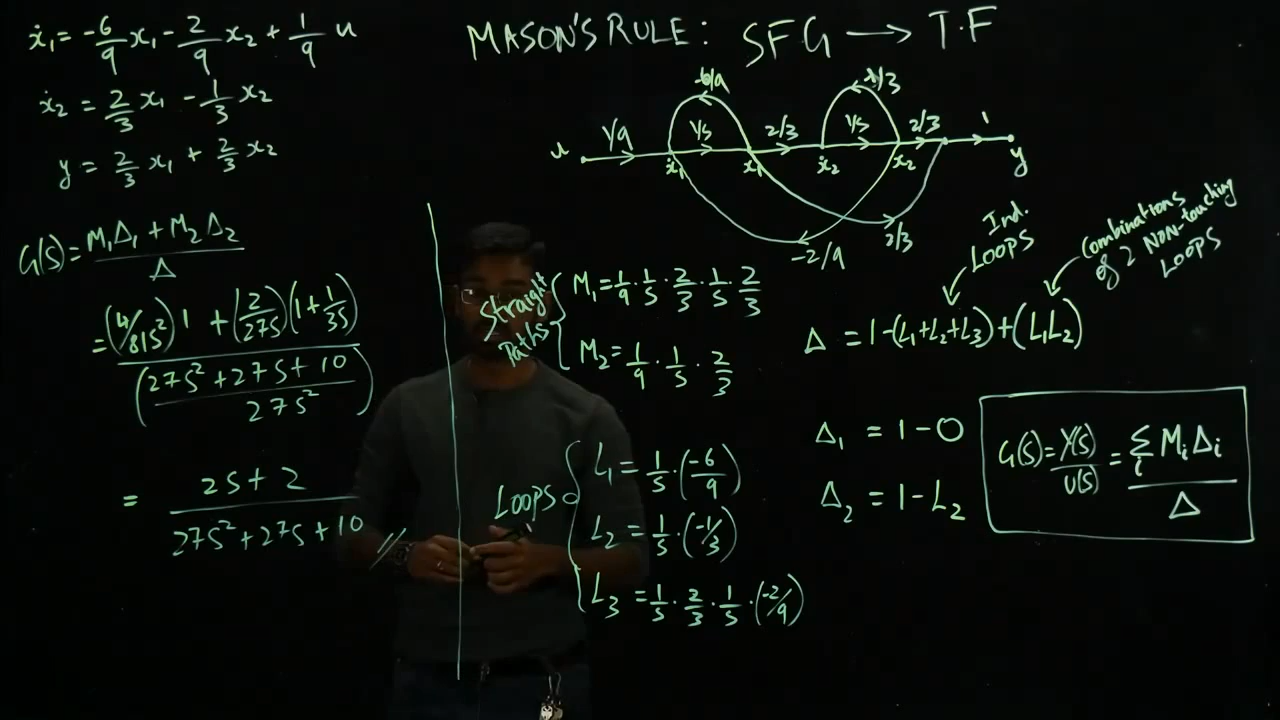 MASON'S RULE: SFG → T.F
ẋ₁ = -6/9 x₁ - 2/9 x₂ + 1/9 u
ẋ₂ = 2/3 x₁ - 1/3 x₂
y = 2/3 x₁ + 2/3 x₂
G(s) = (M₁Δ₁ + M₂Δ₂)/Δ
= ((4/81s²) 1 + (2/27s)(1 + 1/3s))/((27s² + 27s + 10)/27s²)
= (2s + 2)/(27s² + 27s + 10) //
-6/9
-1/3
u 1/9 1/s 2/3 1/s 2/3 1 y
ẋ₁ x₁ ẋ₂ x₂
-2/9
2/3
Straight Paths
M₁ = 1/9 · 1/s · 2/3 · 1/s · 2/3
M₂ = 1/9 · 1/s · 2/3
LOOPS
L₁ = 1/s · (-6/9)
L₂ = 1/s · (-1/3)
L₃ = 1/s · 2/3 · 1/s · (-2/9)
Ind. LOOPS
Combinations
of 2 NON-touching
LOOPS
Δ = 1 - (L₁ + L₂ + L₃) + (L₁L₂)
Δ₁ = 1 - 0
Δ₂ = 1 - L₂
G(s) = Y(s)/U(s) = Σᵢ MᵢΔᵢ / Δ